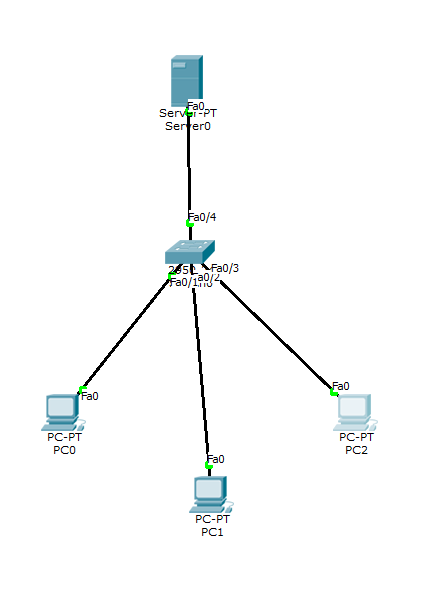 Fa0
Server-PT
Server0
Fa0/4
Fa0/3
Fa0/1
Fa0
Fa0
PC-PT
PC0
PC-PT
PC2
Fa0
PC-PT
PC1